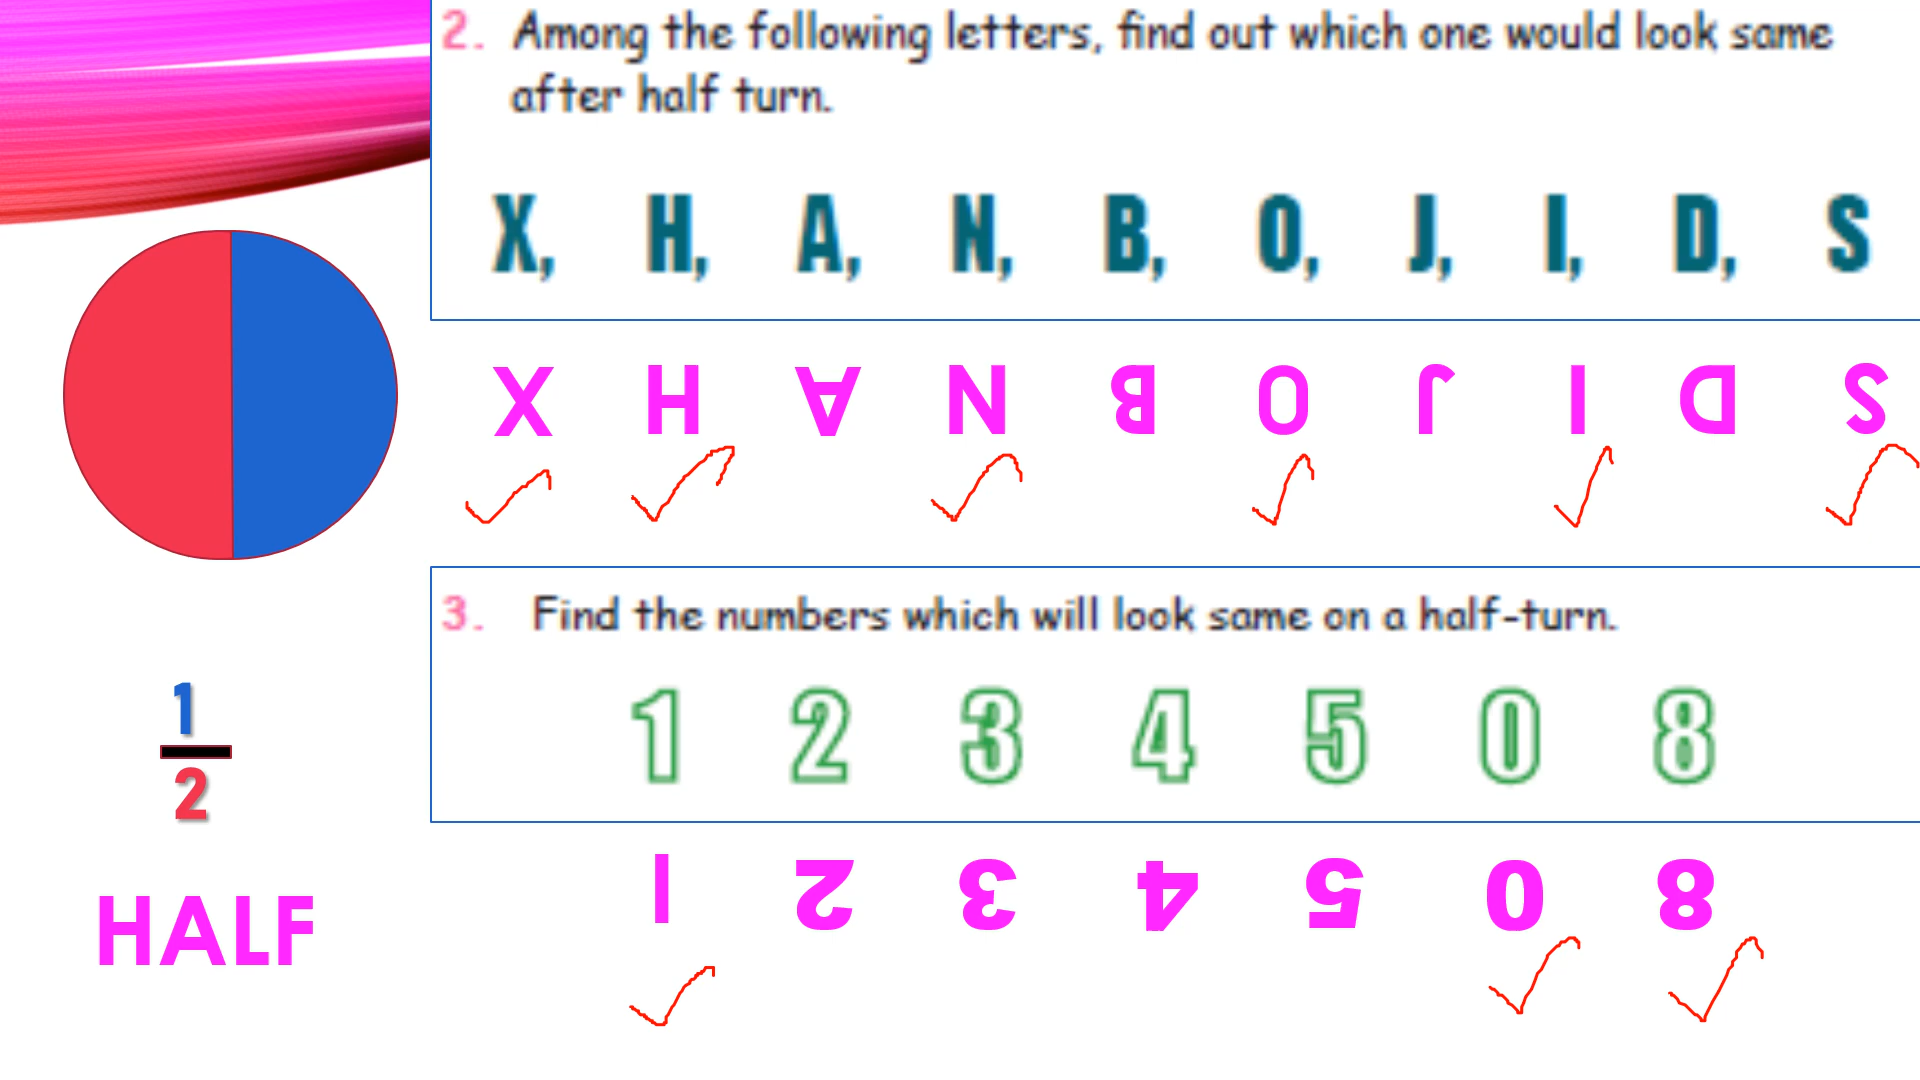 2. Among the following letters, find out which one would look same
after half turn.
X, H, A, N, B, O, J, I, D, S
X H A N B O J I D S
3. Find the numbers which will look same on a half-turn.
1 2 3 4 5 0 8
1 2 3 4 5 0 8
1
2
HALF